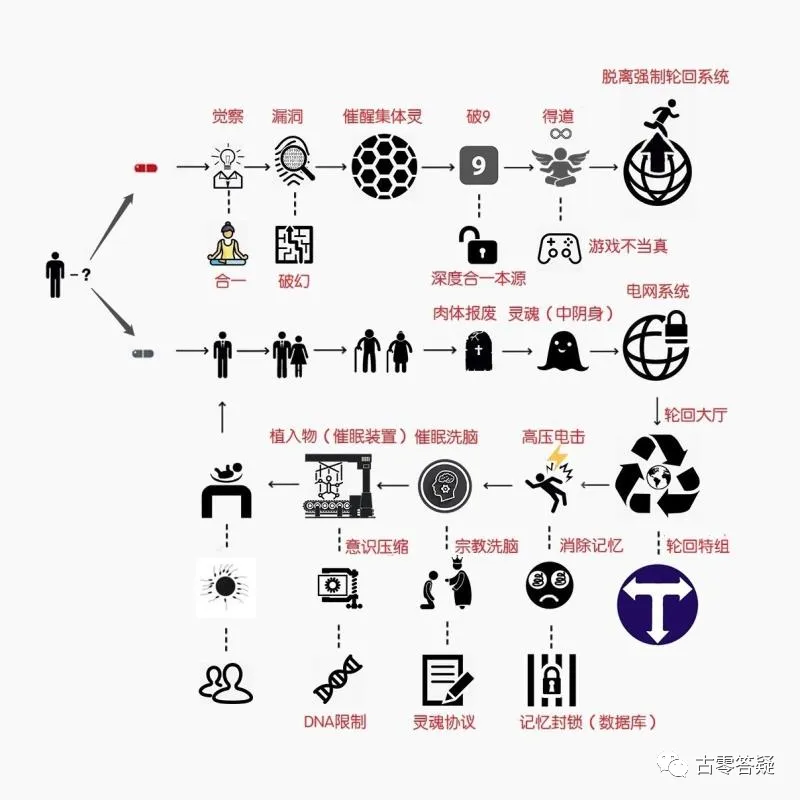 脱离强制轮回系统
觉察
漏洞
催醒集体灵
破9
得道
∞
9
-?
合一
破幻
深度合一本源
游戏不当真
电网系统
肉体报废
灵魂（中阴身）
轮回大厅
植入物（催眠装置）
催眠洗脑
高压电击
意识压缩
宗教洗脑
消除记忆
轮回特组
T
DNA限制
灵魂协议
记忆封锁（数据库）
古零答疑